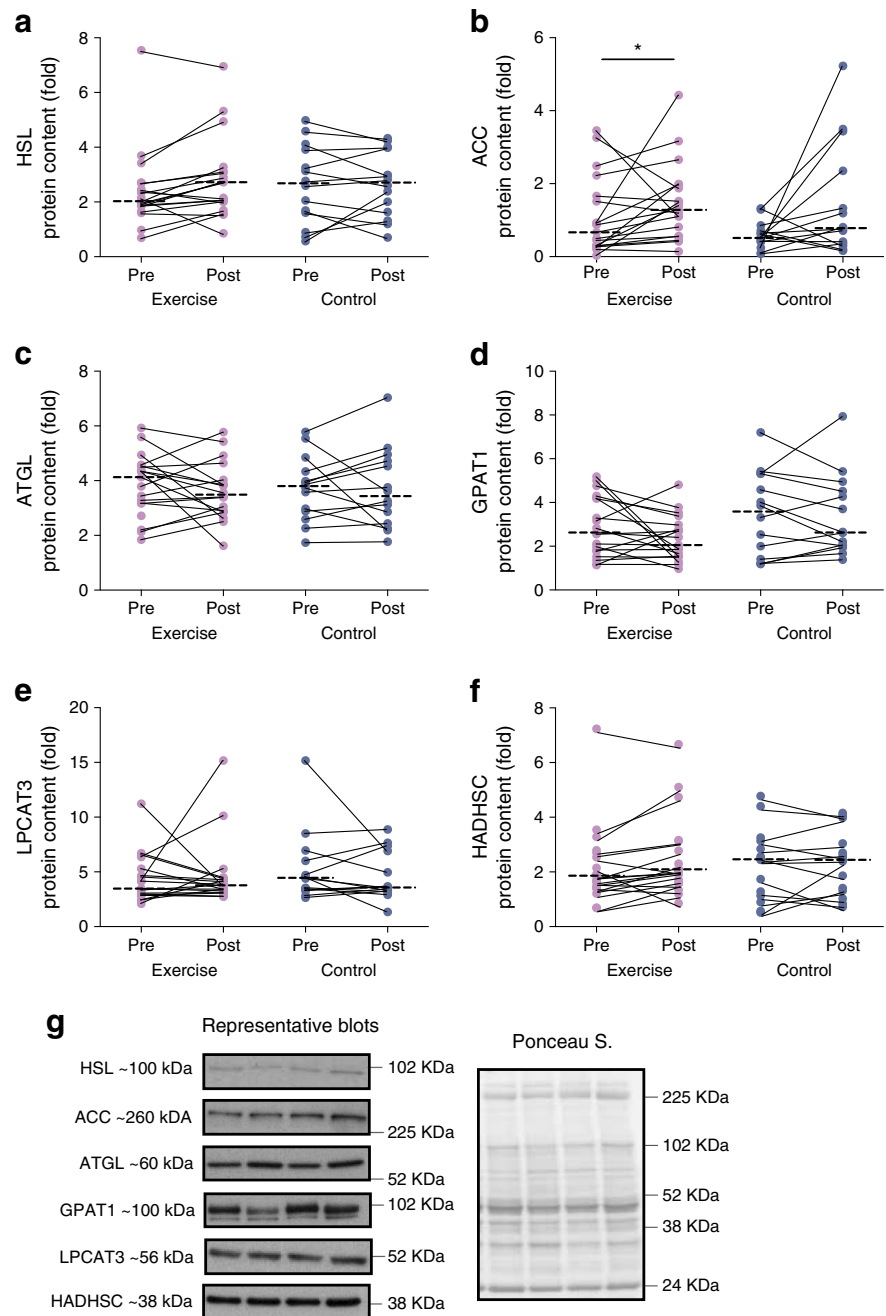 a
HSL
protein content (fold)
8
6
4
2
0
Pre Post Pre Post
Exercise Control
b
ACC
protein content (fold)
6
4
2
0
*
Pre Post Pre Post
Exercise Control
c
ATGL
protein content (fold)
8
6
4
2
0
Pre Post Pre Post
Exercise Control
d
GPAT1
protein content (fold)
10
8
6
4
2
0
Pre Post Pre Post
Exercise Control
e
LPCAT3
protein content (fold)
20
15
10
5
0
Pre Post Pre Post
Exercise Control
f
HADHSC
protein content (fold)
8
6
4
2
0
Pre Post Pre Post
Exercise Control
g
Representative blots
HSL ~100 kDa 102 KDa
ACC ~260 kDA 225 KDa
ATGL ~60 kDa 52 KDa
GPAT1 ~100 kDa 102 KDa
LPCAT3 ~56 kDa 52 KDa
HADHSC ~38 kDa 38 KDa
Ponceau S.
225 KDa
102 KDa
52 KDa
38 KDa
24 KDa